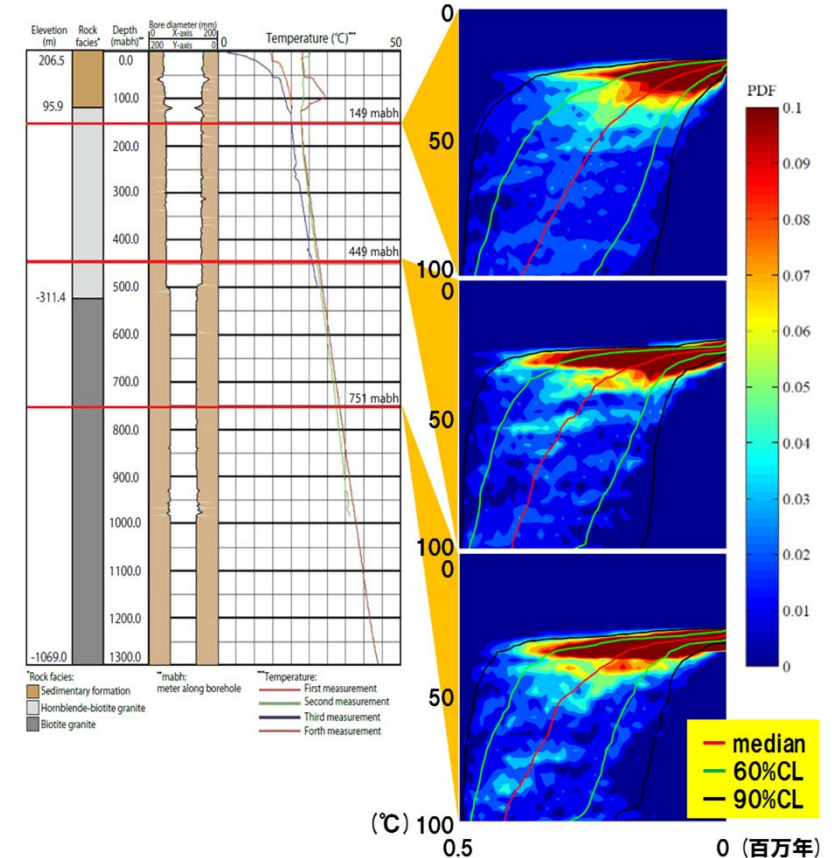 Elevation (m)
Rock facies*
Depth (mabh)**
Bore diameter (mm)
0 X-axis 200
200 Y-axis 0
Temperature (℃)***
0 50
206.5
95.9
-311.4
-1069.0
0.0
100.0
200.0
300.0
400.0
500.0
600.0
700.0
800.0
900.0
1000.0
1100.0
1200.0
1300.0
149 mabh
449 mabh
751 mabh
*Rock facies:
Sedimentary formation
Hornblende-biotite granite
Biotite granite
**mabh:
meter along borehole
***Temperature:
First measurement
Second measurement
Third measurement
Forth measurement
0
50
100
0
50
100
0
50
(℃) 100
0.5 0 (百万年)
PDF
0.1
0.09
0.08
0.07
0.06
0.05
0.04
0.03
0.02
0.01
0
median
60%CL
90%CL